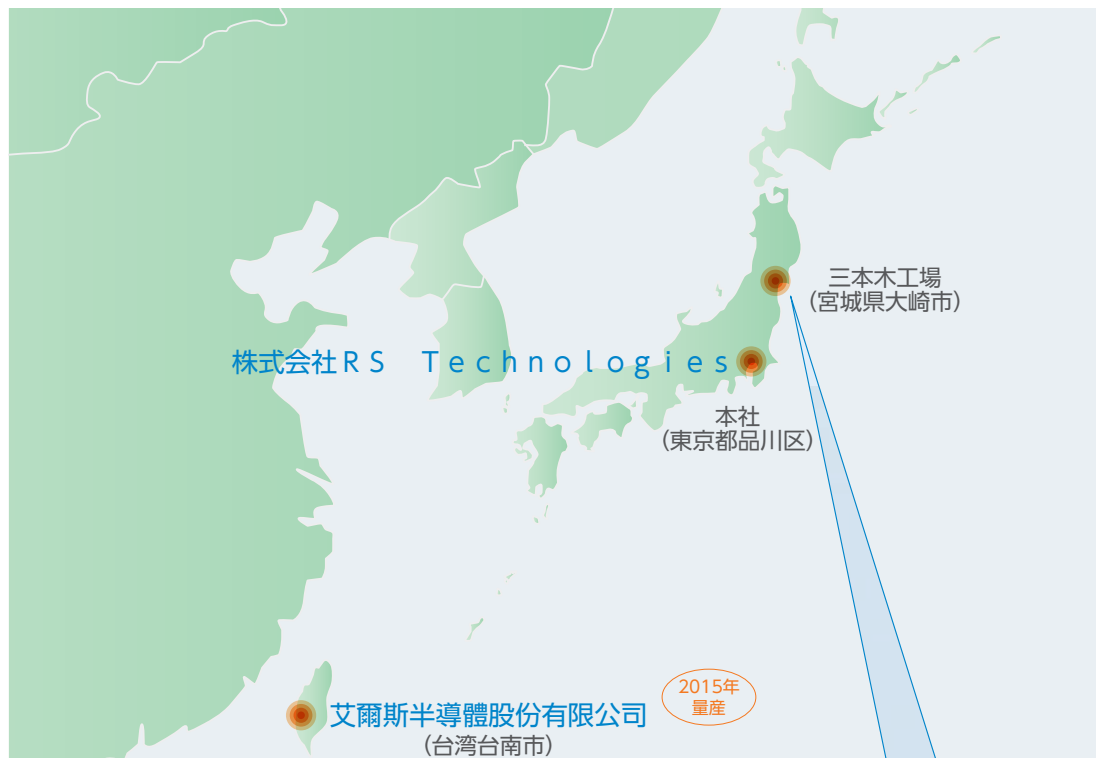 三本木工場
（宮城県大崎市）
株式会社ＲＳ　Ｔｅｃｈｎｏｌｏｇｉｅｓ
本社
（東京都品川区）
2015年
量産
艾爾斯半導體股份有限公司
（台湾台南市）